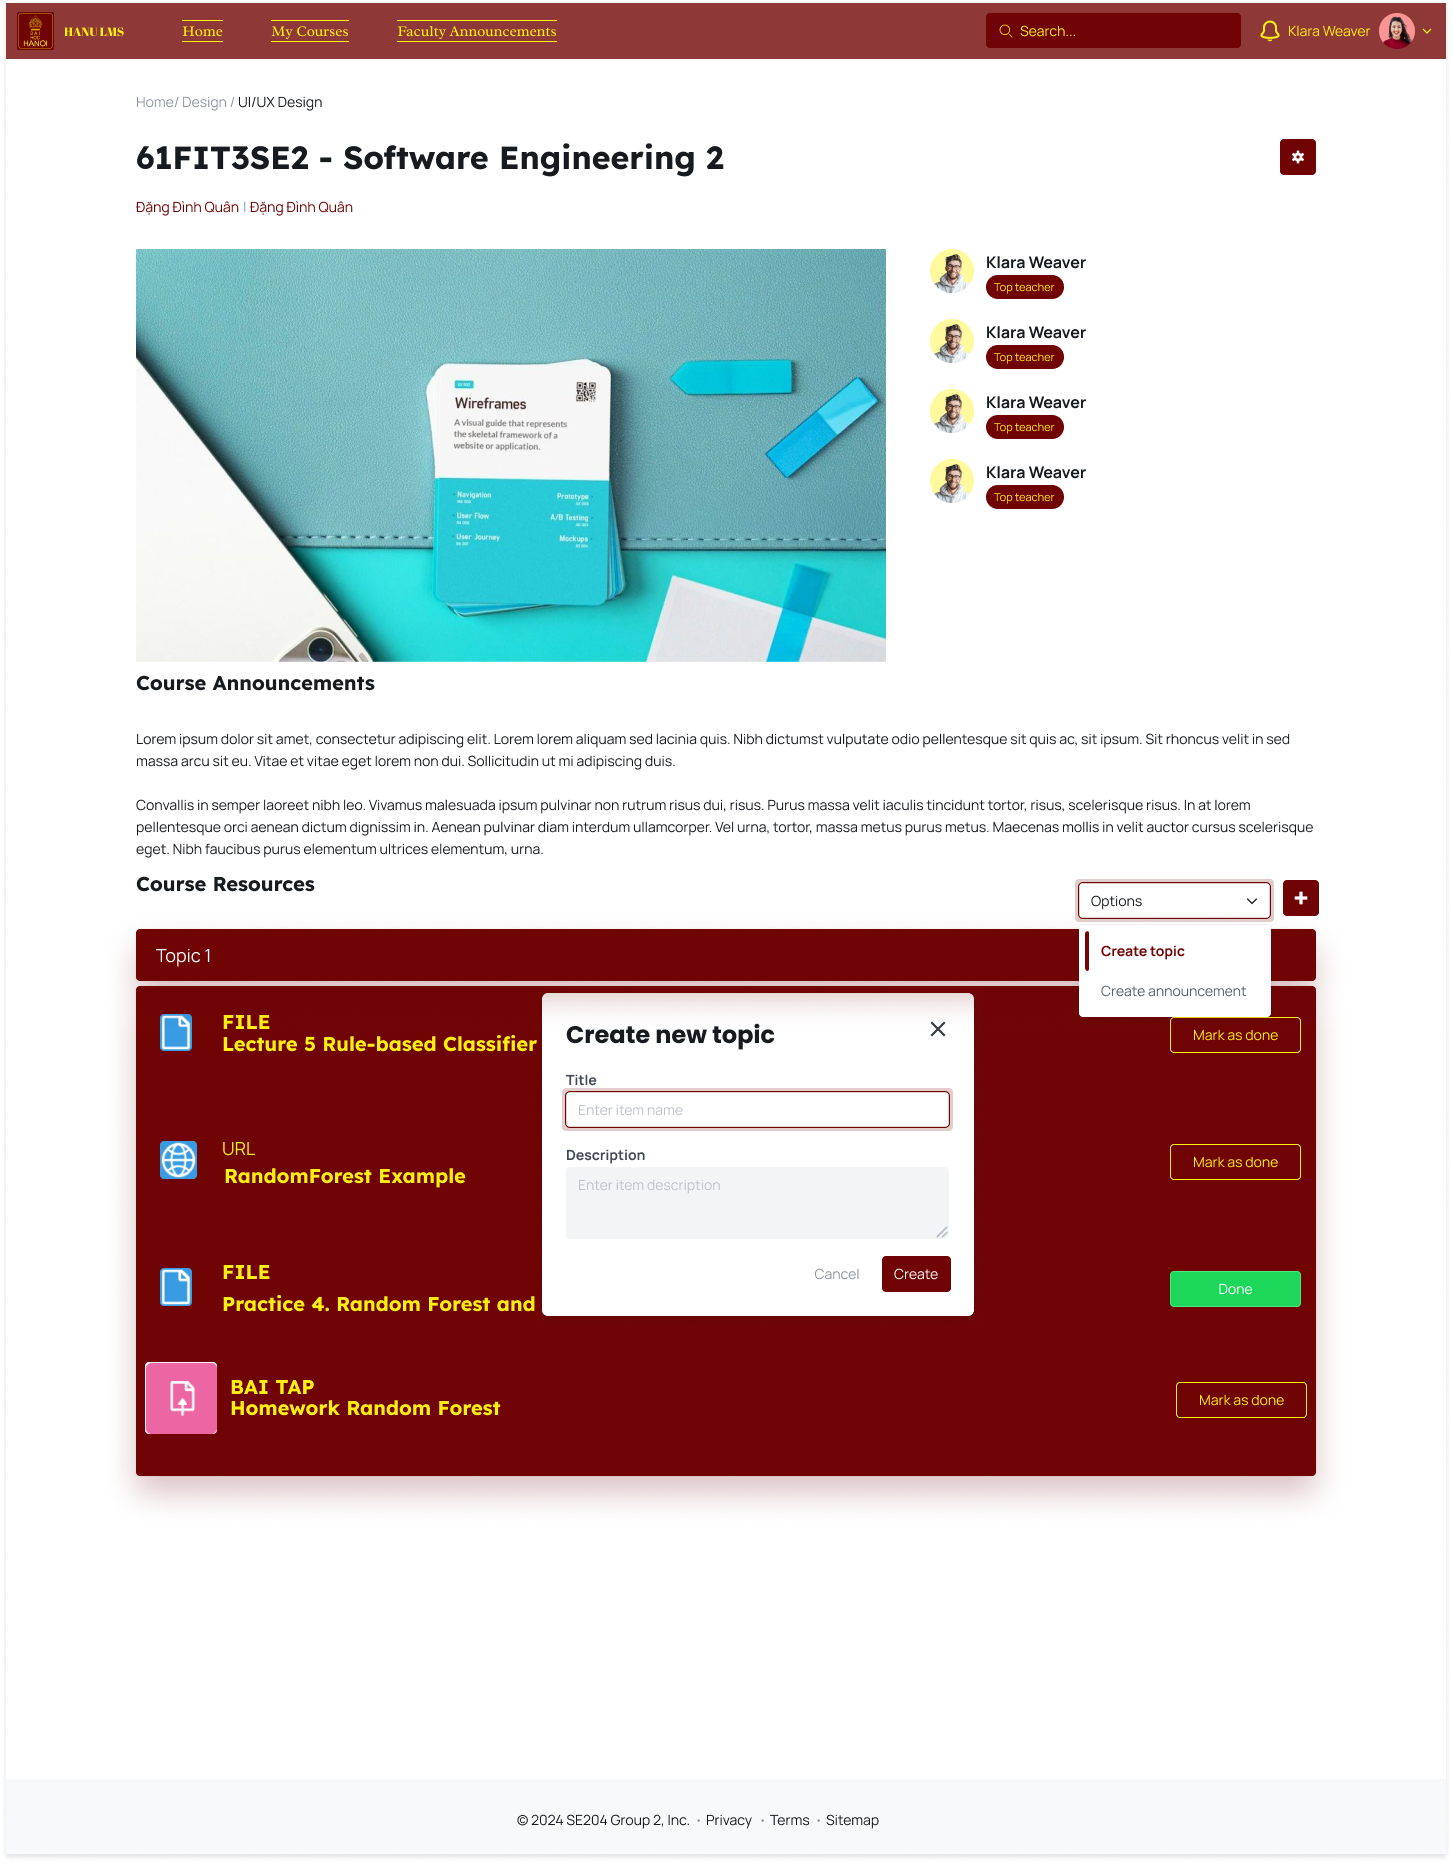 HANOI
HANU LMS
Home
My Courses
Faculty Announcements
Search...
Klara Weaver
Home/ Design / UI/UX Design
61FIT3SE2 - Software Engineering 2
Đặng Đình Quân | Đặng Đình Quân
Wireframes
A visual guide that represents
the skeletal framework of a
website or application.
Navigation
Prototype
User Flow
A/B Testing
User Journey
Mockups
Klara Weaver
Top teacher
Klara Weaver
Top teacher
Klara Weaver
Top teacher
Klara Weaver
Top teacher
Course Announcements
Lorem ipsum dolor sit amet, consectetur adipiscing elit. Lorem lorem aliquam sed lacinia quis. Nibh dictumst vulputate odio pellentesque sit quis ac, sit ipsum. Sit rhoncus velit in sed
massa arcu sit eu. Vitae et vitae eget lorem non dui. Sollicitudin ut mi adipiscing duis.
Convallis in semper laoreet nibh leo. Vivamus malesuada ipsum pulvinar non rutrum risus dui, risus. Purus massa velit iaculis tincidunt tortor, risus, scelerisque risus. In at lorem
pellentesque orci aenean dictum dignissim in. Aenean pulvinar diam interdum ullamcorper. Vel urna, tortor, massa metus purus metus. Maecenas mollis in velit auctor cursus scelerisque
eget. Nibh faucibus purus elementum ultrices elementum, urna.
Course Resources
Options
Create topic
Create announcement
Topic 1
FILE
Lecture 5 Rule-based Classifier
Mark as done
URL
RandomForest Example
Mark as done
FILE
Practice 4. Random Forest and
Done
BAI TAP
Homework Random Forest
Mark as done
Create new topic
Title
Enter item name
Description
Enter item description
Cancel
Create
© 2024 SE204 Group 2, Inc. • Privacy • Terms • Sitemap